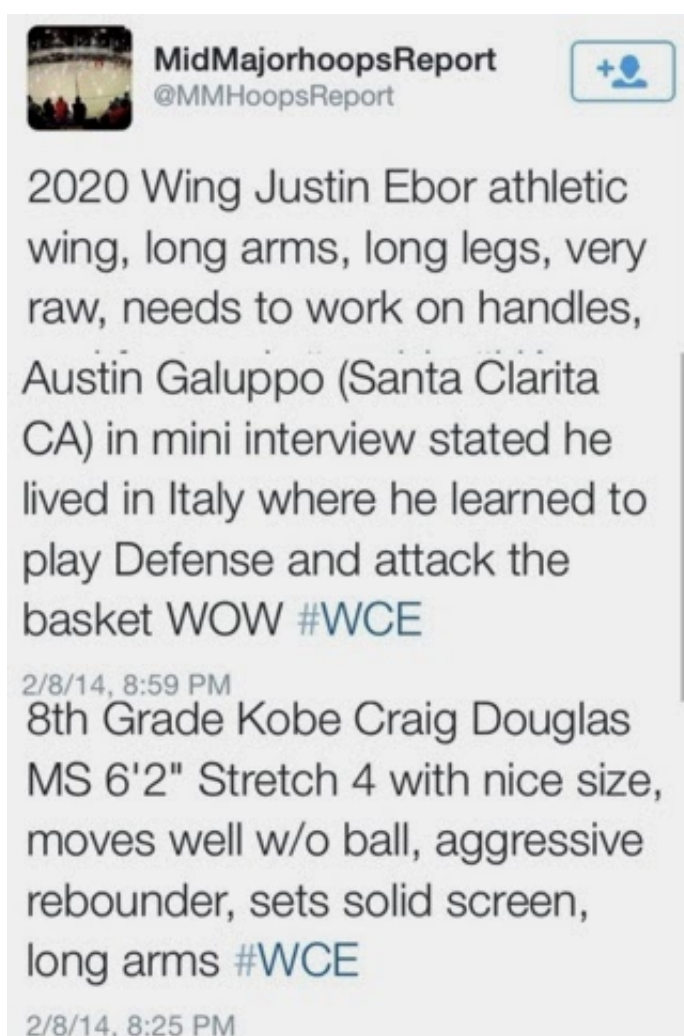 MidMajorhoopsReport
@MMHoopsReport
2020 Wing Justin Ebor athletic
wing, long arms, long legs, very
raw, needs to work on handles,
Austin Galuppo (Santa Clarita
CA) in mini interview stated he
lived in Italy where he learned to
play Defense and attack the
basket WOW #WCE
2/8/14, 8:59 PM
8th Grade Kobe Craig Douglas
MS 6'2" Stretch 4 with nice size,
moves well w/o ball, aggressive
rebounder, sets solid screen,
long arms #WCE
2/8/14, 8:25 PM